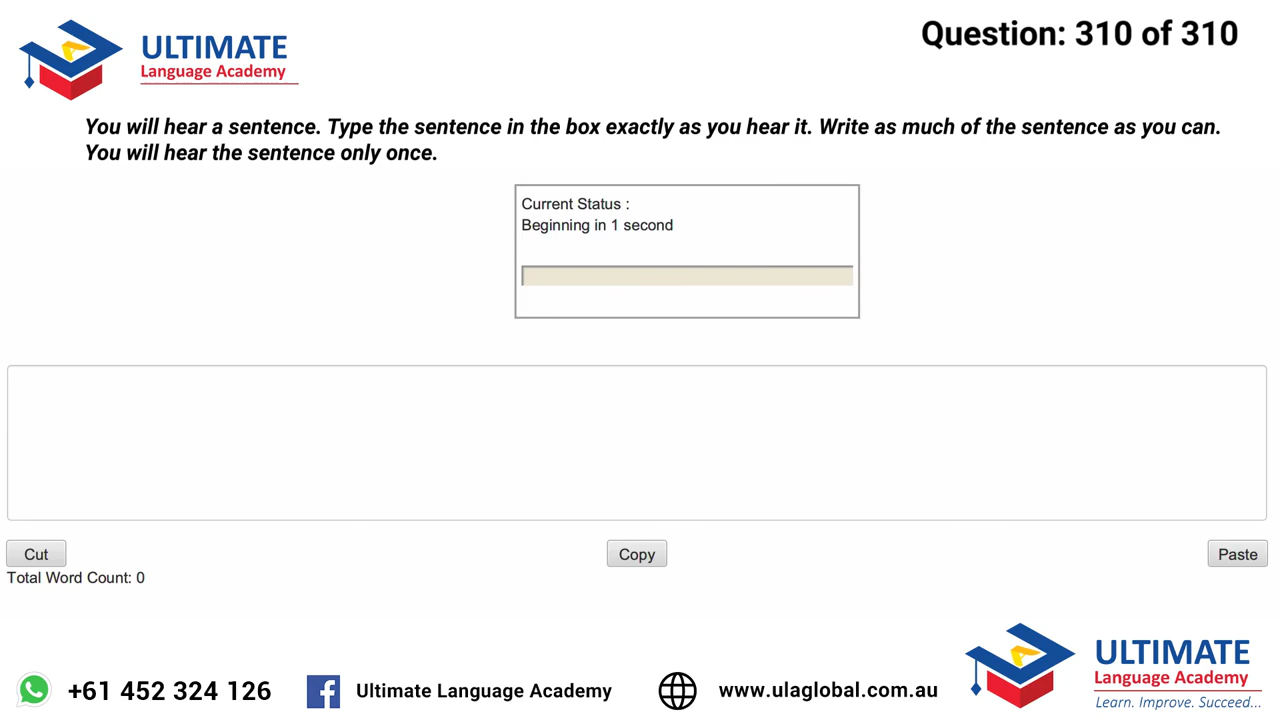 ULTIMATE
Language Academy
Question: 310 of 310
You will hear a sentence. Type the sentence in the box exactly as you hear it. Write as much of the sentence as you can.
You will hear the sentence only once.
Current Status :
Beginning in 1 second
Cut
Copy
Paste
Total Word Count: 0
+61 452 324 126
Ultimate Language Academy
www.ulaglobal.com.au
ULTIMATE
Language Academy
Learn. Improve. Succeed...